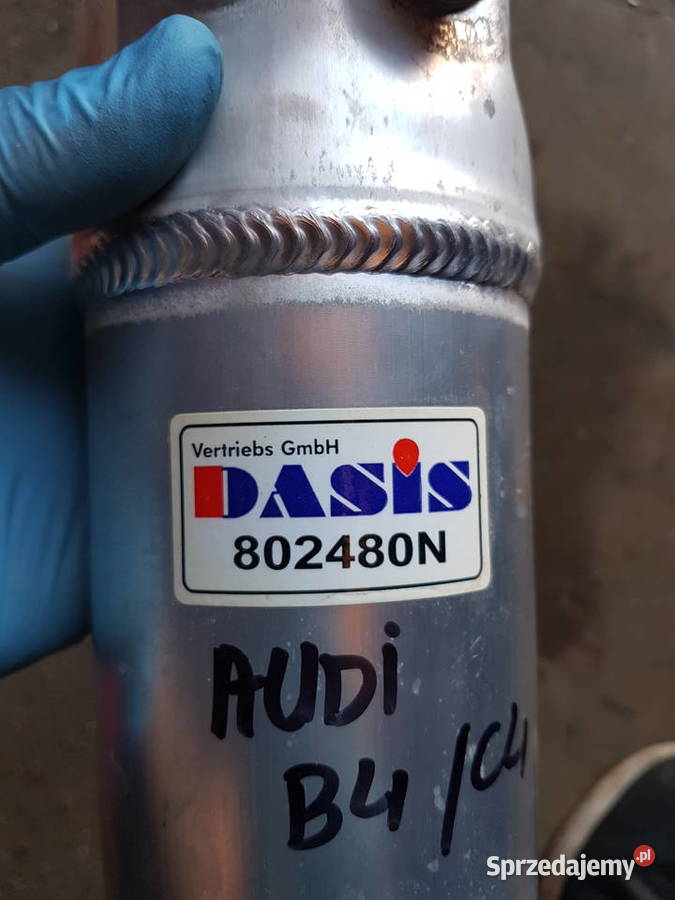 Vertriebs GmbH
DASIS
802480N
AUDi
B4 /C4
Sprzedajemy.pl